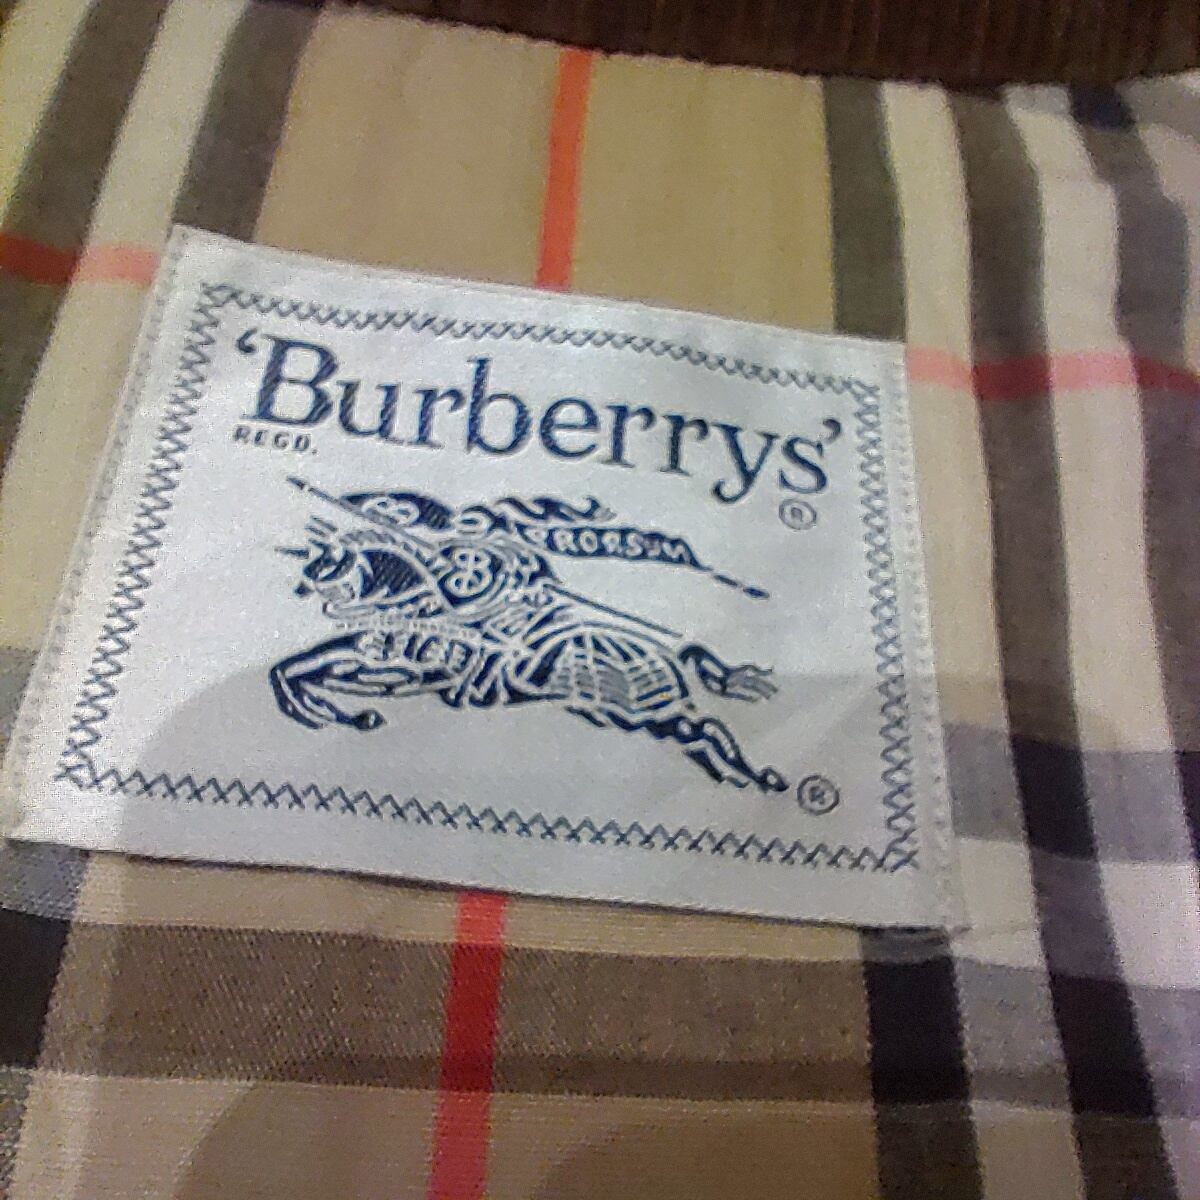 ‘Burberrys’
REGD.
®
PRORSUM
®